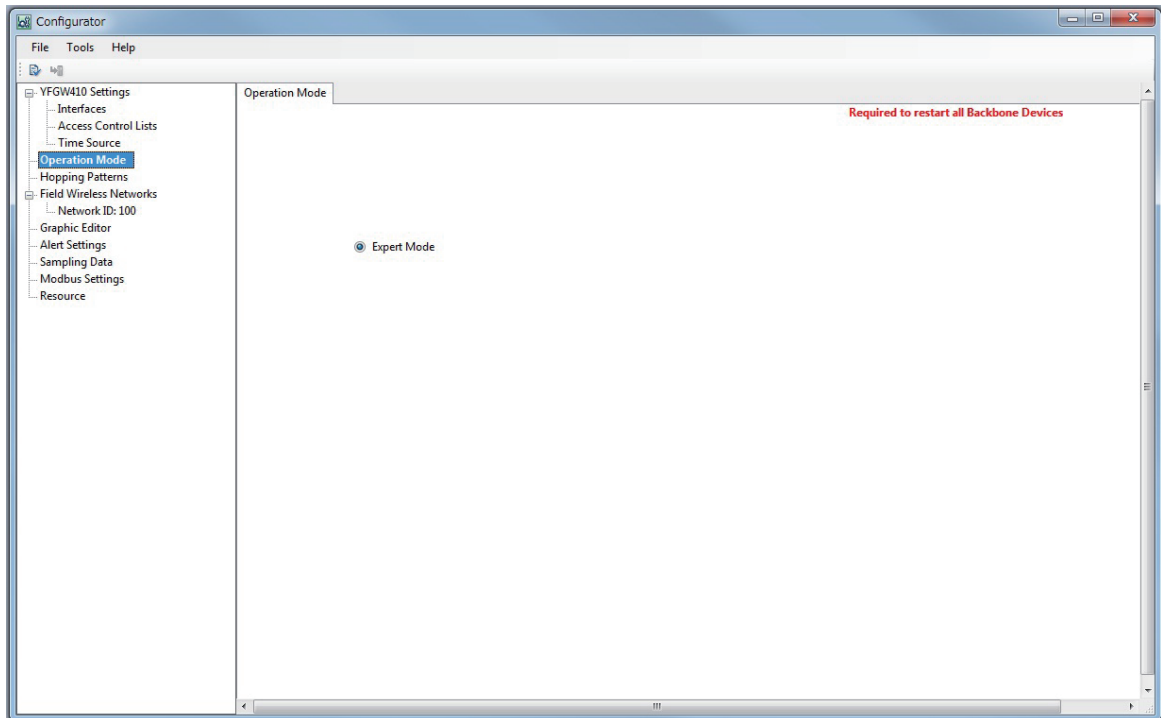 Configurator
File Tools Help
YFGW410 Settings
Interfaces
Access Control Lists
Time Source
Operation Mode
Hopping Patterns
Field Wireless Networks
Network ID: 100
Graphic Editor
Alert Settings
Sampling Data
Modbus Settings
Resource
Operation Mode
Required to restart all Backbone Devices
Expert Mode